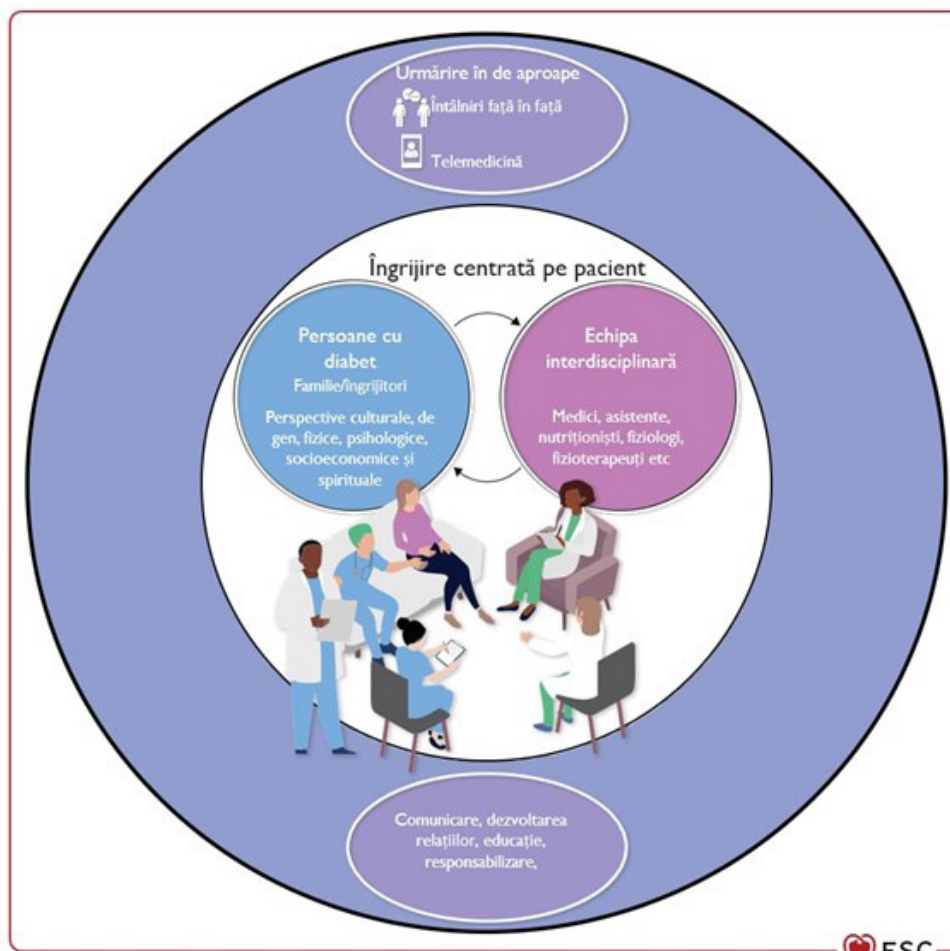 Urmărire în de aproape
Întâlniri față în față
Telemedicină
Îngrijire centrată pe pacient
Persoane cu
diabet
Familie/îngrijitori
Perspective culturale, de
gen, fizice, psihologice,
socioeconomice și
spirituale
Echipa
interdisciplinară
Medici, asistente,
nutriționiști, fiziologi,
fizioterapeuți etc
Comunicare, dezvoltarea
relațiilor, educație,
responsabilizare,
ESC